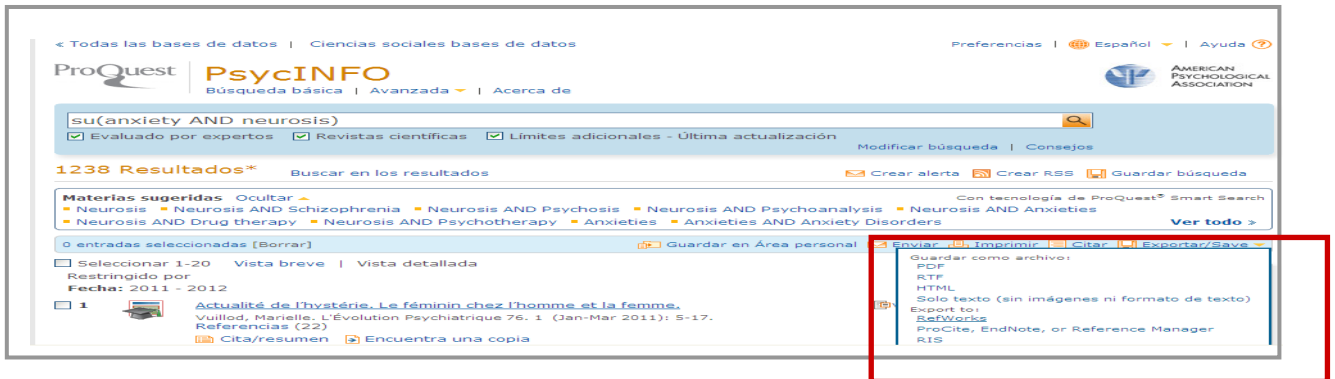 « Todas las bases de datos | Ciencias sociales bases de datos Preferencias | Español | Ayuda ?
ProQuest PsycINFO AMERICAN PSYCHOLOGICAL ASSOCIATION
Búsqueda básica | Avanzada | Acerca de
su(anxiety AND neurosis)
Evaluado por expertos Revistas científicas Límites adicionales - Última actualización
Modificar búsqueda | Consejos
1238 Resultados* Buscar en los resultados Crear alerta Crear RSS Guardar búsqueda
Materias sugeridas Ocultar Con tecnología de ProQuest® Smart Search
Neurosis Neurosis AND Schizophrenia Neurosis AND Psychosis Neurosis AND Psychoanalysis Neurosis AND Anxieties
Neurosis AND Drug therapy Neurosis AND Psychotherapy Anxieties Anxieties AND Anxiety Disorders Ver todo »
0 entradas seleccionadas [Borrar] Guardar en Área personal Enviar Imprimir Citar Exportar/Save
Seleccionar 1-20 Vista breve | Vista detallada
Restringido por
Fecha: 2011 - 2012
1 Actualité de l'hystérie. Le féminin chez l'homme et la femme.
Vuillod, Marielle. L'Évolution Psychiatrique 76. 1 (Jan-Mar 2011): 5-17.
Referencias (22)
Cita/resumen Encuentra una copia
Guardar como archivo:
PDF
RTF
HTML
Solo texto (sin imágenes ni formato de texto)
Export to:
RefWorks
ProCite, EndNote, or Reference Manager
RIS